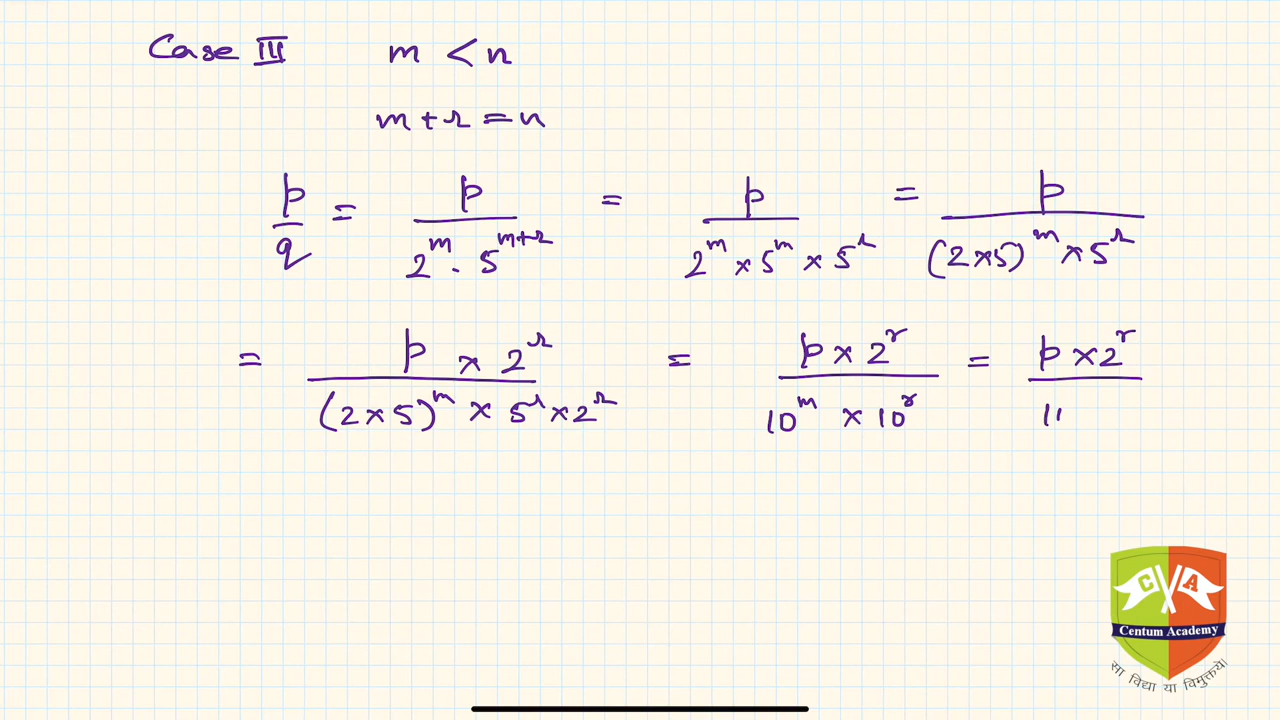 Case III m < n
m + r = n
p/q = p/(2^m · 5^(m+r)) = p/(2^m × 5^m × 5^r) = p/((2×5)^m × 5^r)
= (p × 2^r)/((2×5)^m × 5^r × 2^r) = (p × 2^r)/(10^m × 10^r) = (p × 2^r)/(1
C A
Centum Academy
सा विद्या या विमुक्तये।